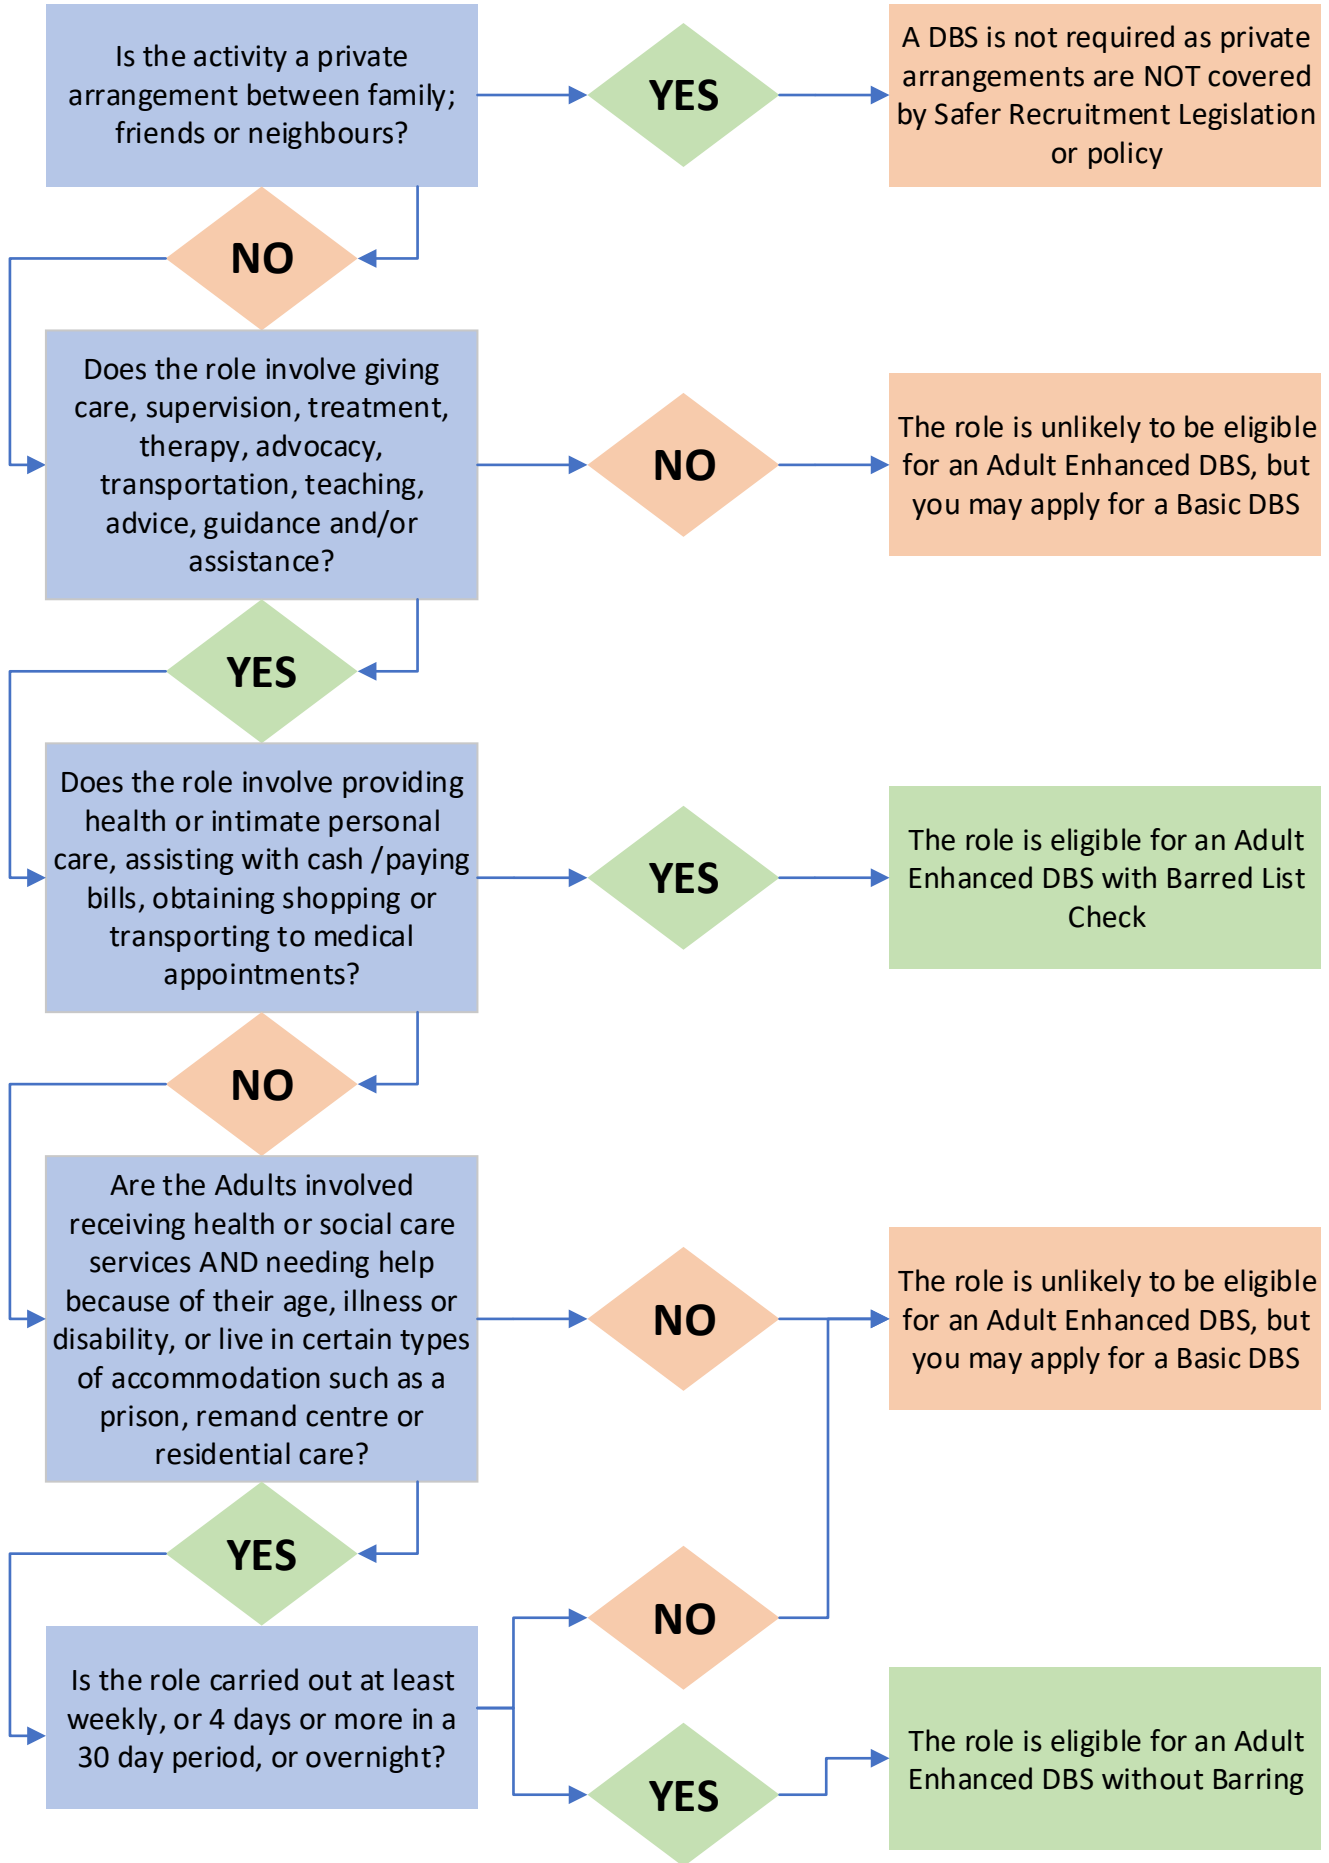 Is the activity a private
arrangement between family;
friends or neighbours?
YES
A DBS is not required as private
arrangements are NOT covered
by Safer Recruitment Legislation
or policy
NO
Does the role involve giving
care, supervision, treatment,
therapy, advocacy,
transportation, teaching,
advice, guidance and/or
assistance?
NO
The role is unlikely to be eligible
for an Adult Enhanced DBS, but
you may apply for a Basic DBS
YES
Does the role involve providing
health or intimate personal
care, assisting with cash /paying
bills, obtaining shopping or
transporting to medical
appointments?
YES
The role is eligible for an Adult
Enhanced DBS with Barred List
Check
NO
Are the Adults involved
receiving health or social care
services AND needing help
because of their age, illness or
disability, or live in certain types
of accommodation such as a
prison, remand centre or
residential care?
NO
The role is unlikely to be eligible
for an Adult Enhanced DBS, but
you may apply for a Basic DBS
YES
Is the role carried out at least
weekly, or 4 days or more in a
30 day period, or overnight?
NO
YES
The role is eligible for an Adult
Enhanced DBS without Barring